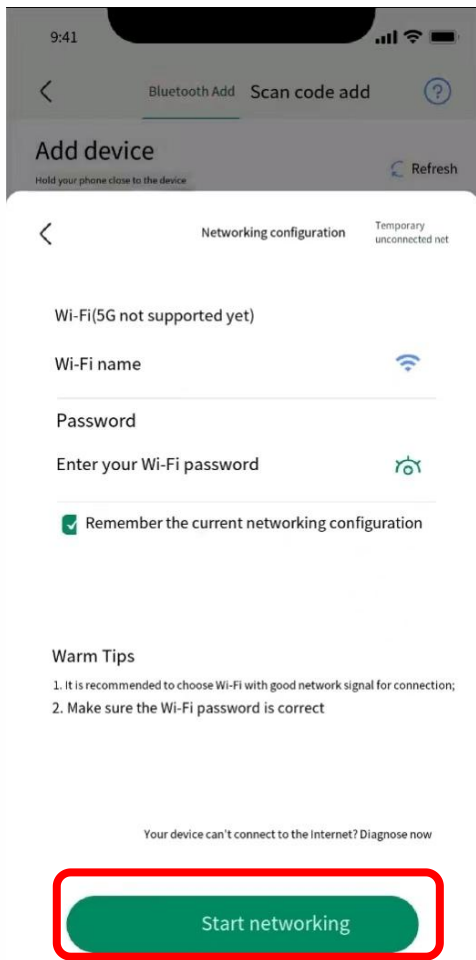 9:41
Bluetooth Add Scan code add ?
Add device
Refresh
Hold your phone close to the device
Networking configuration
Temporary
unconnected net
Wi-Fi(5G not supported yet)
Wi-Fi name
Password
Enter your Wi-Fi password
Remember the current networking configuration
Warm Tips
1. It is recommended to choose Wi-Fi with good network signal for connection;
2. Make sure the Wi-Fi password is correct
Your device can't connect to the Internet? Diagnose now
Start networking